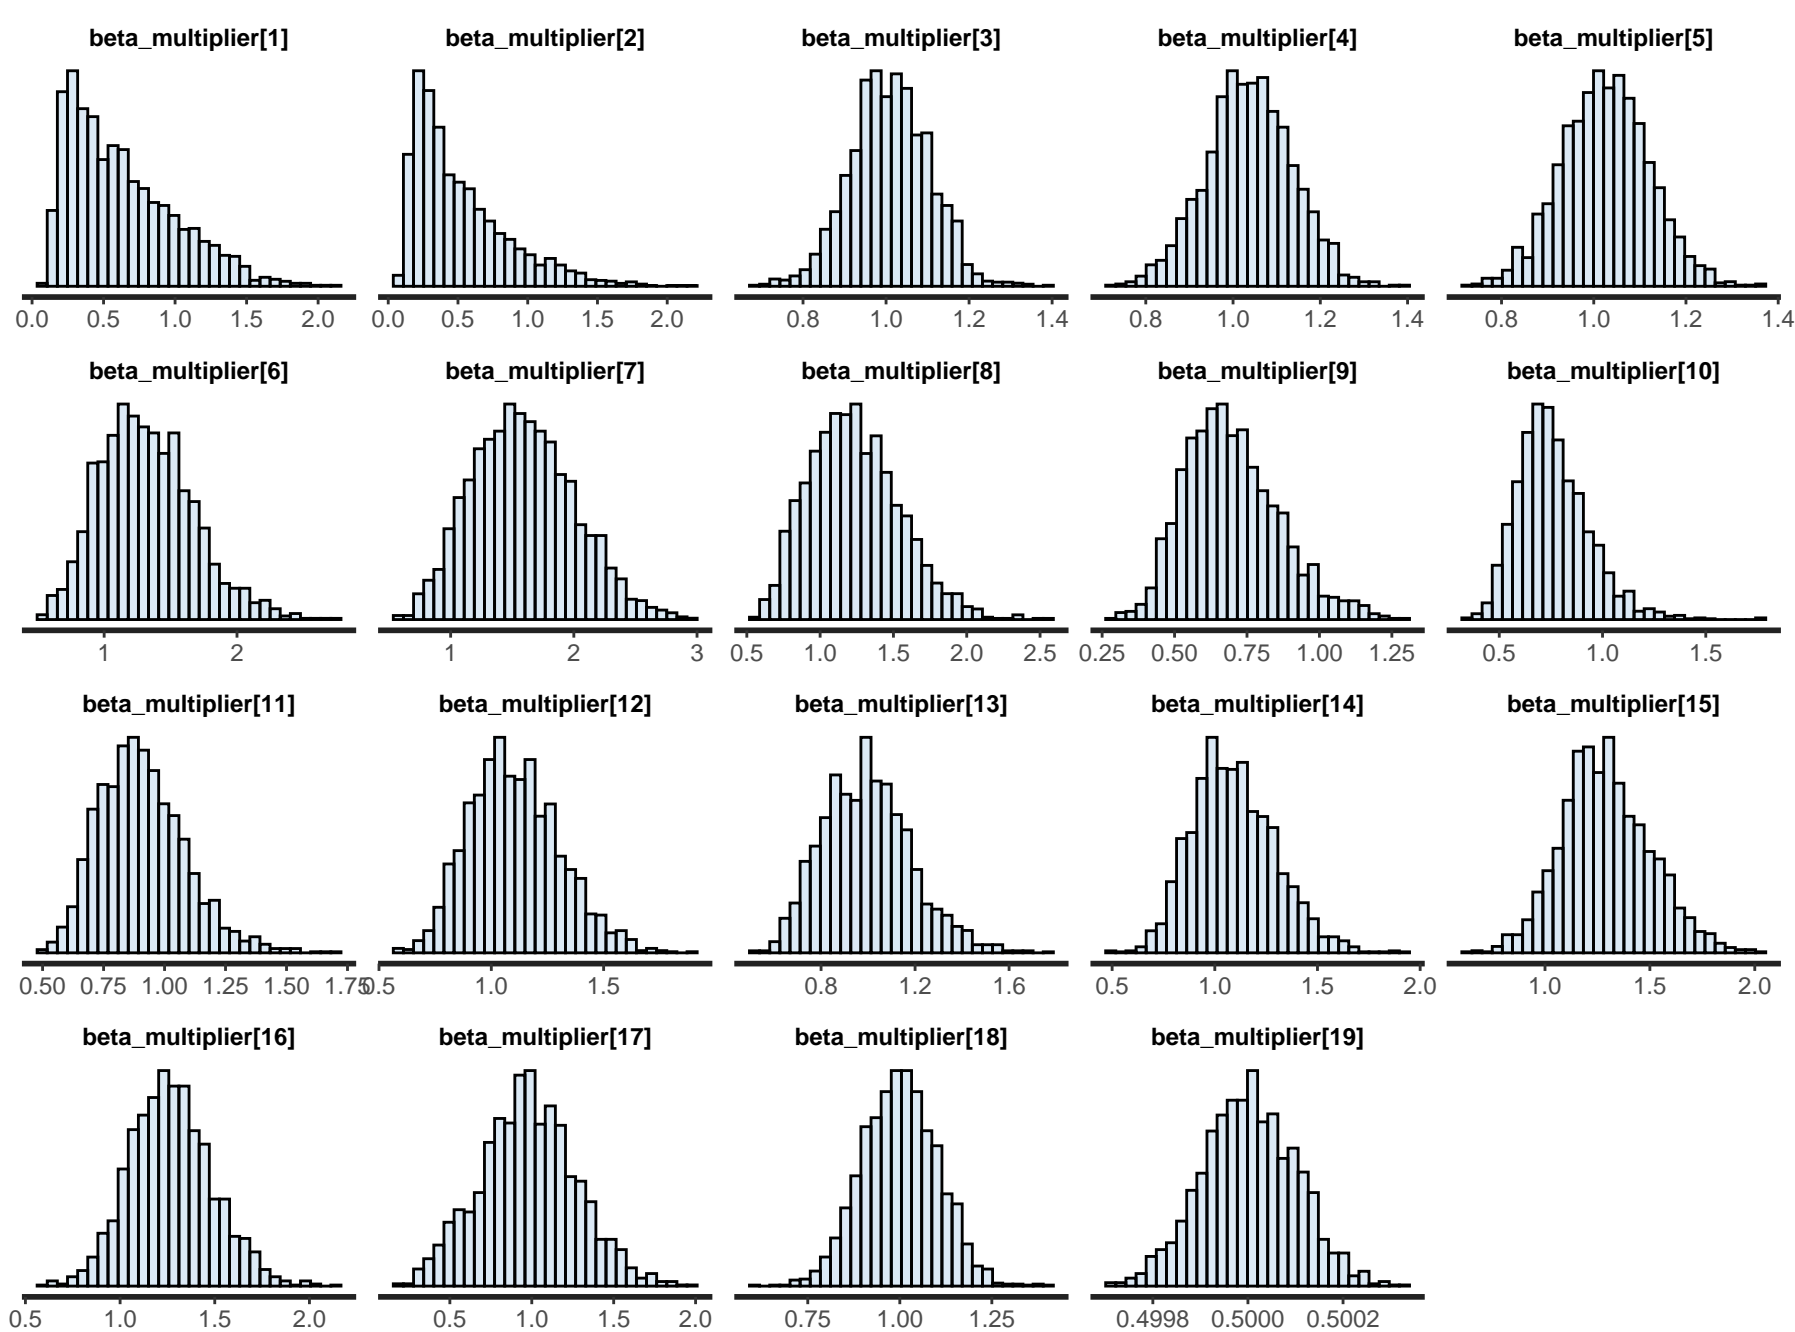 beta_multiplier[1] beta_multiplier[2] beta_multiplier[3] beta_multiplier[4] beta_multiplier[5]
0.0 0.5 1.0 1.5 2.0 0.0 0.5 1.0 1.5 2.0 0.8 1.0 1.2 1.4 0.8 1.0 1.2 1.4 0.8 1.0 1.2 1.4
beta_multiplier[6] beta_multiplier[7] beta_multiplier[8] beta_multiplier[9] beta_multiplier[10]
1 2 1 2 3 0.5 1.0 1.5 2.0 2.5 0.25 0.50 0.75 1.00 1.25 0.5 1.0 1.5
beta_multiplier[11] beta_multiplier[12] beta_multiplier[13] beta_multiplier[14] beta_multiplier[15]
0.50 0.75 1.00 1.25 1.50 1.75 0.5 1.0 1.5 0.8 1.2 1.6 0.5 1.0 1.5 2.0 1.0 1.5 2.0
beta_multiplier[16] beta_multiplier[17] beta_multiplier[18] beta_multiplier[19]
0.5 1.0 1.5 2.0 0.5 1.0 1.5 2.0 0.75 1.00 1.25 0.4998 0.5000 0.5002